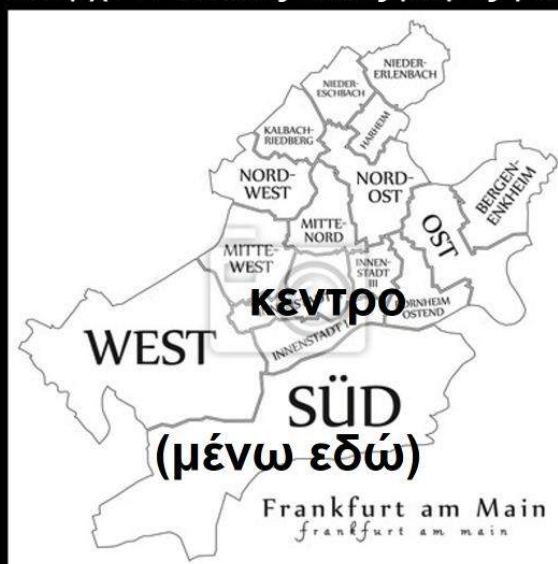 NIEDER-
ERLENBACH
NIEDER-
ESCHBACH
HARHEIM
KALBACH-
RIEDBERG
NORD-
WEST
NORD-
OST
BERGEN-
ENKHEIM
MITTE-
NORD
OST
MITTE-
WEST
INNEN-
STADT
III
κεντρο
OSTEND
INNENSTADT I
WEST
SÜD
(μένω εδώ)
Frankfurt am Main
frankfurt am main